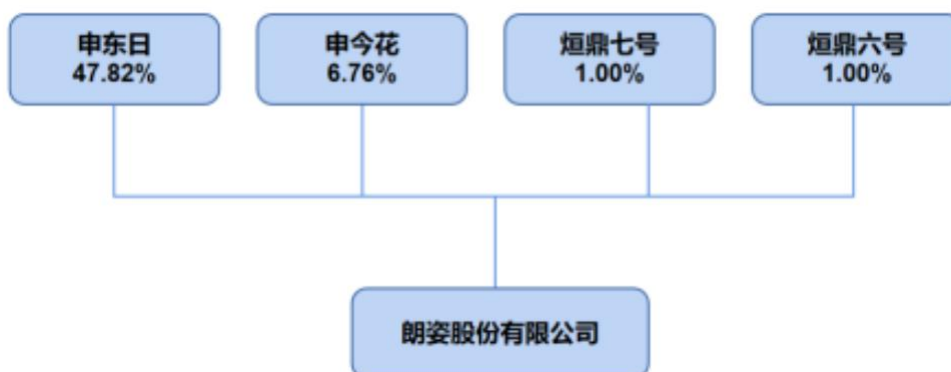 申东日
47.82%
申今花
6.76%
烜鼎七号
1.00%
烜鼎六号
1.00%
朗姿股份有限公司